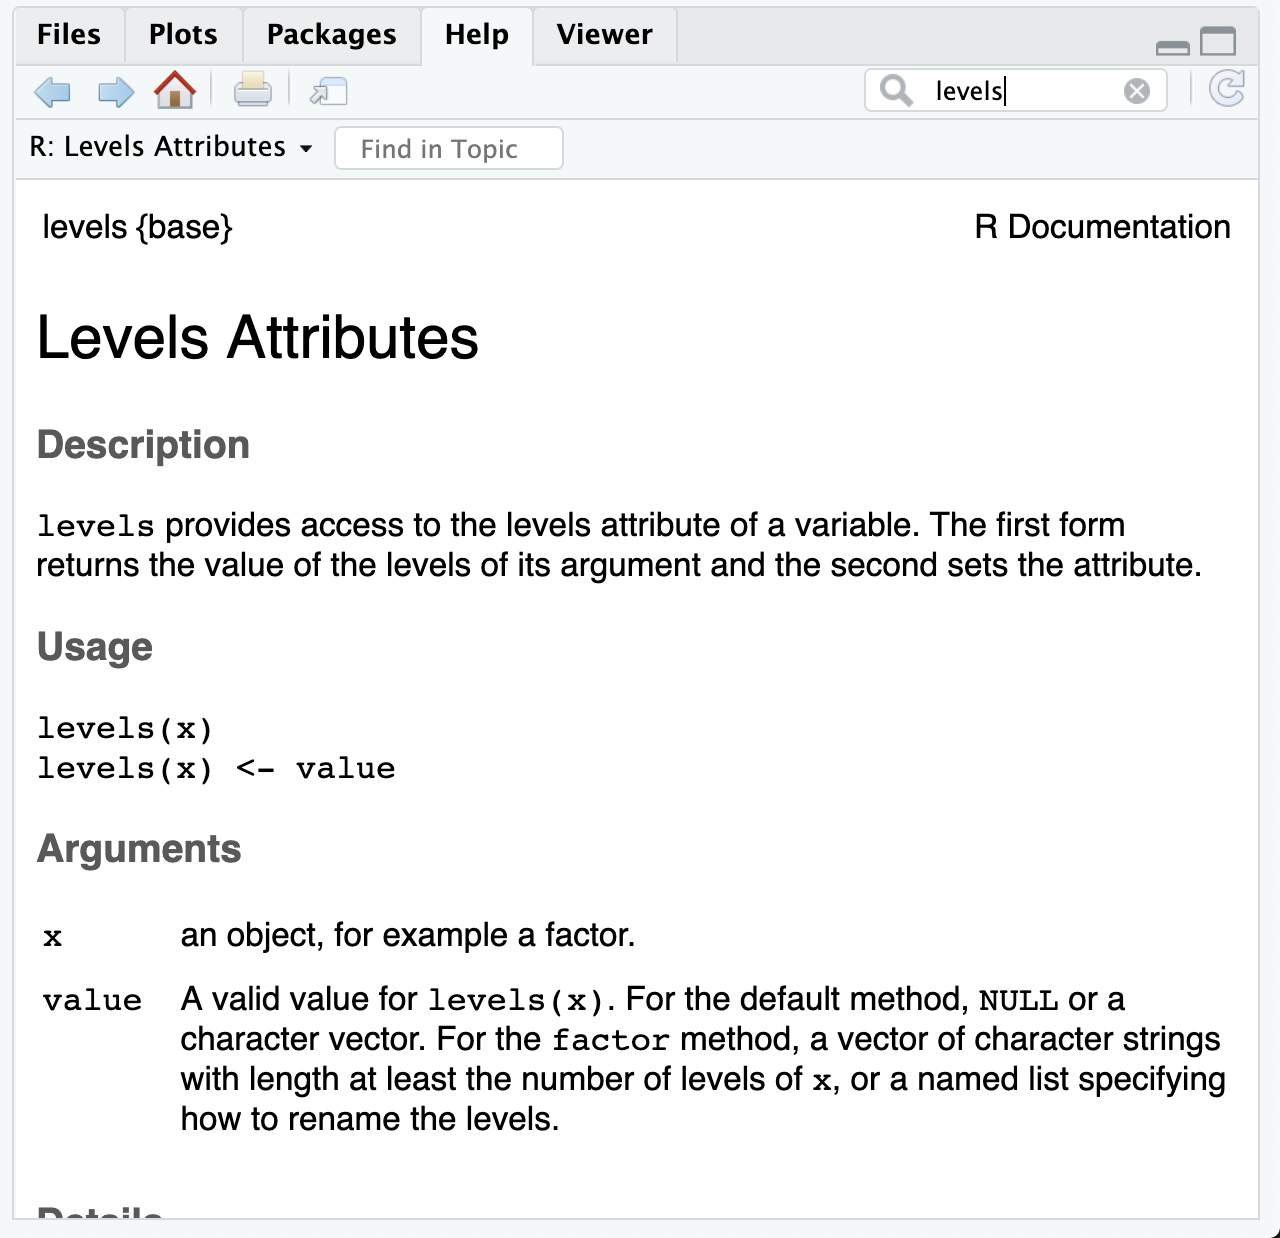 Files Plots Packages Help Viewer
levels
R: Levels Attributes Find in Topic
levels {base} R Documentation
Levels Attributes
Description
levels provides access to the levels attribute of a variable. The first form
returns the value of the levels of its argument and the second sets the attribute.
Usage
levels(x)
levels(x) <- value
Arguments
x an object, for example a factor.
value A valid value for levels(x). For the default method, NULL or a
character vector. For the factor method, a vector of character strings
with length at least the number of levels of x, or a named list specifying
how to rename the levels.
Details